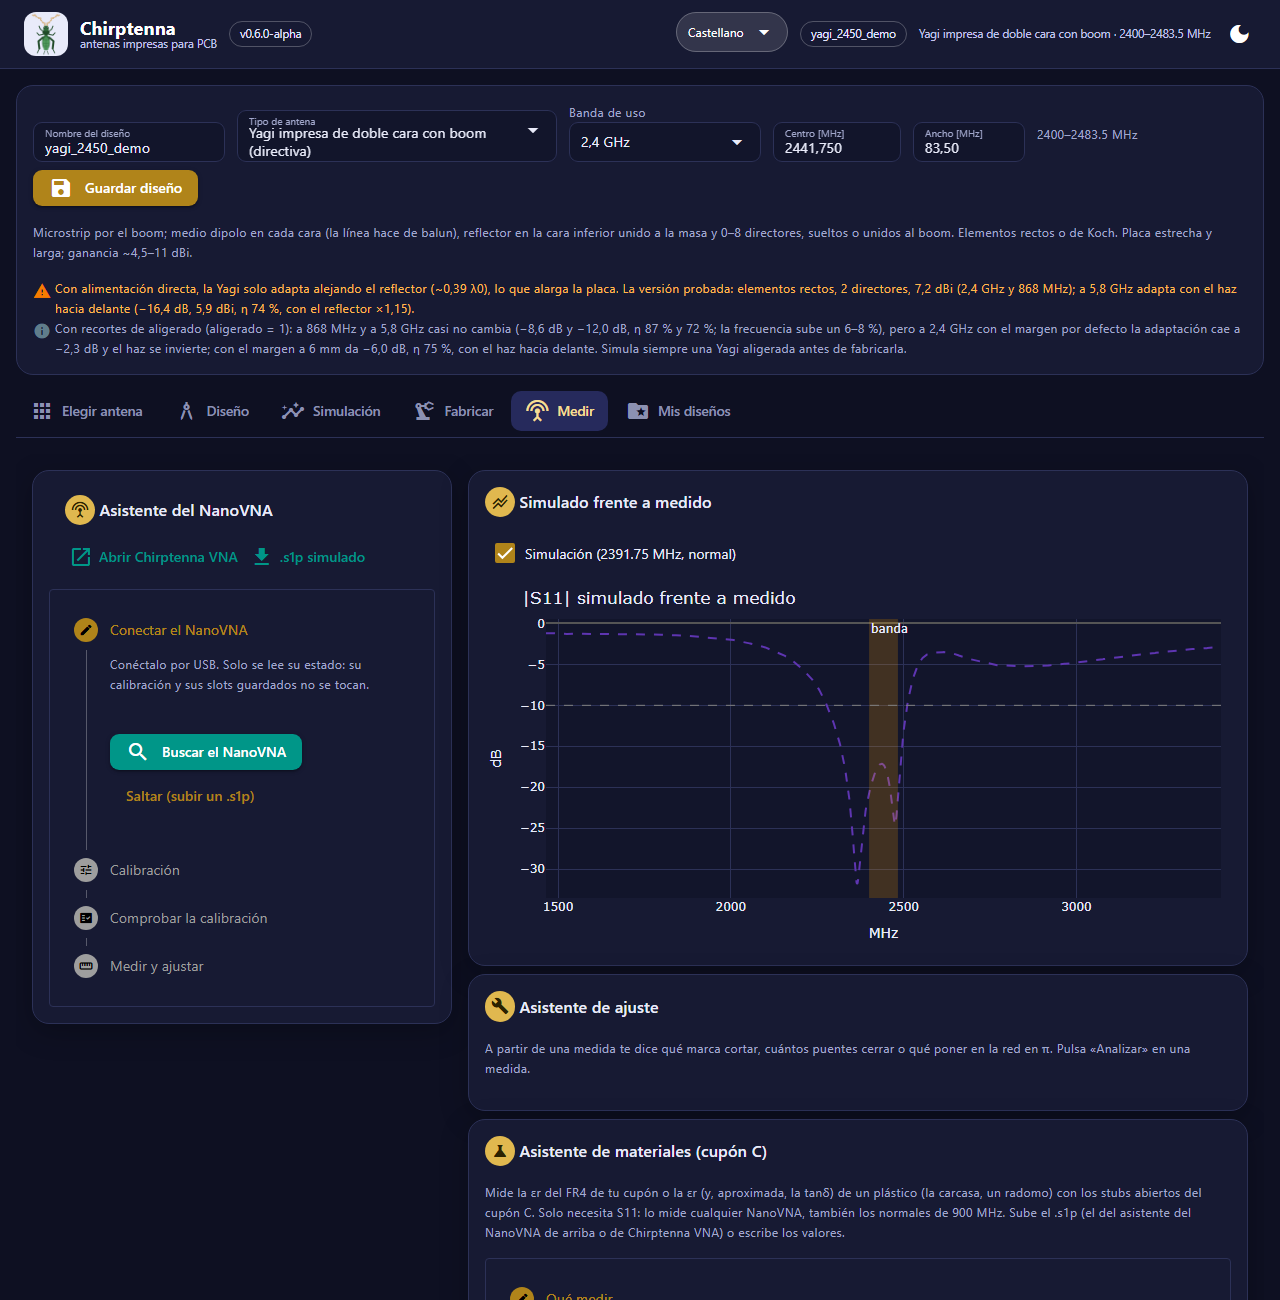 Chirptenna
antenas impresas para PCB
v0.6.0-alpha
Castellano
yagi_2450_demo
Yagi impresa de doble cara con boom · 2400–2483.5 MHz
Nombre del diseño
yagi_2450_demo
Tipo de antena
Yagi impresa de doble cara con boom
(directiva)
Banda de uso
2,4 GHz
Centro [MHz]
2441,750
Ancho [MHz]
83,50
2400–2483.5 MHz
Guardar diseño
Microstrip por el boom; medio dipolo en cada cara (la línea hace de balun), reflector en la cara inferior unido a la masa y 0–8 directores, sueltos o unidos al boom. Elementos rectos o de Koch. Placa estrecha y
larga; ganancia ~4,5–11 dBi.
Con alimentación directa, la Yagi solo adapta alejando el reflector (~0,39 λ0), lo que alarga la placa. La versión probada: elementos rectos, 2 directores, 7,2 dBi (2,4 GHz y 868 MHz); a 5,8 GHz adapta con el haz
hacia delante (−16,4 dB, 5,9 dBi, η 74 %, con el reflector ×1,15).
Con recortes de aligerado (aligerado = 1): a 868 MHz y a 5,8 GHz casi no cambia (−8,6 dB y −12,0 dB, η 87 % y 72 %; la frecuencia sube un 6–8 %), pero a 2,4 GHz con el margen por defecto la adaptación cae a
−2,3 dB y el haz se invierte; con el margen a 6 mm da −6,0 dB, η 75 %, con el haz hacia delante. Simula siempre una Yagi aligerada antes de fabricarla.
Elegir antena
Diseño
Simulación
Fabricar
Medir
Mis diseños
Asistente del NanoVNA
Abrir Chirptenna VNA
.s1p simulado
Conectar el NanoVNA
Conéctalo por USB. Solo se lee su estado: su
calibración y sus slots guardados no se tocan.
Buscar el NanoVNA
Saltar (subir un .s1p)
Calibración
Comprobar la calibración
Medir y ajustar
Simulado frente a medido
Simulación (2391.75 MHz, normal)
|S11| simulado frente a medido
banda
0
−5
−10
−15
−20
−25
−30
dB
1500
2000
2500
3000
MHz
Asistente de ajuste
A partir de una medida te dice qué marca cortar, cuántos puentes cerrar o qué poner en la red en π. Pulsa «Analizar» en una
medida.
Asistente de materiales (cupón C)
Mide la εr del FR4 de tu cupón o la εr (y, aproximada, la tanδ) de un plástico (la carcasa, un radomo) con los stubs abiertos del
cupón C. Solo necesita S11: lo mide cualquier NanoVNA, también los normales de 900 MHz. Sube el .s1p (el del asistente del
NanoVNA de arriba o de Chirptenna VNA) o escribe los valores.
Qué medir